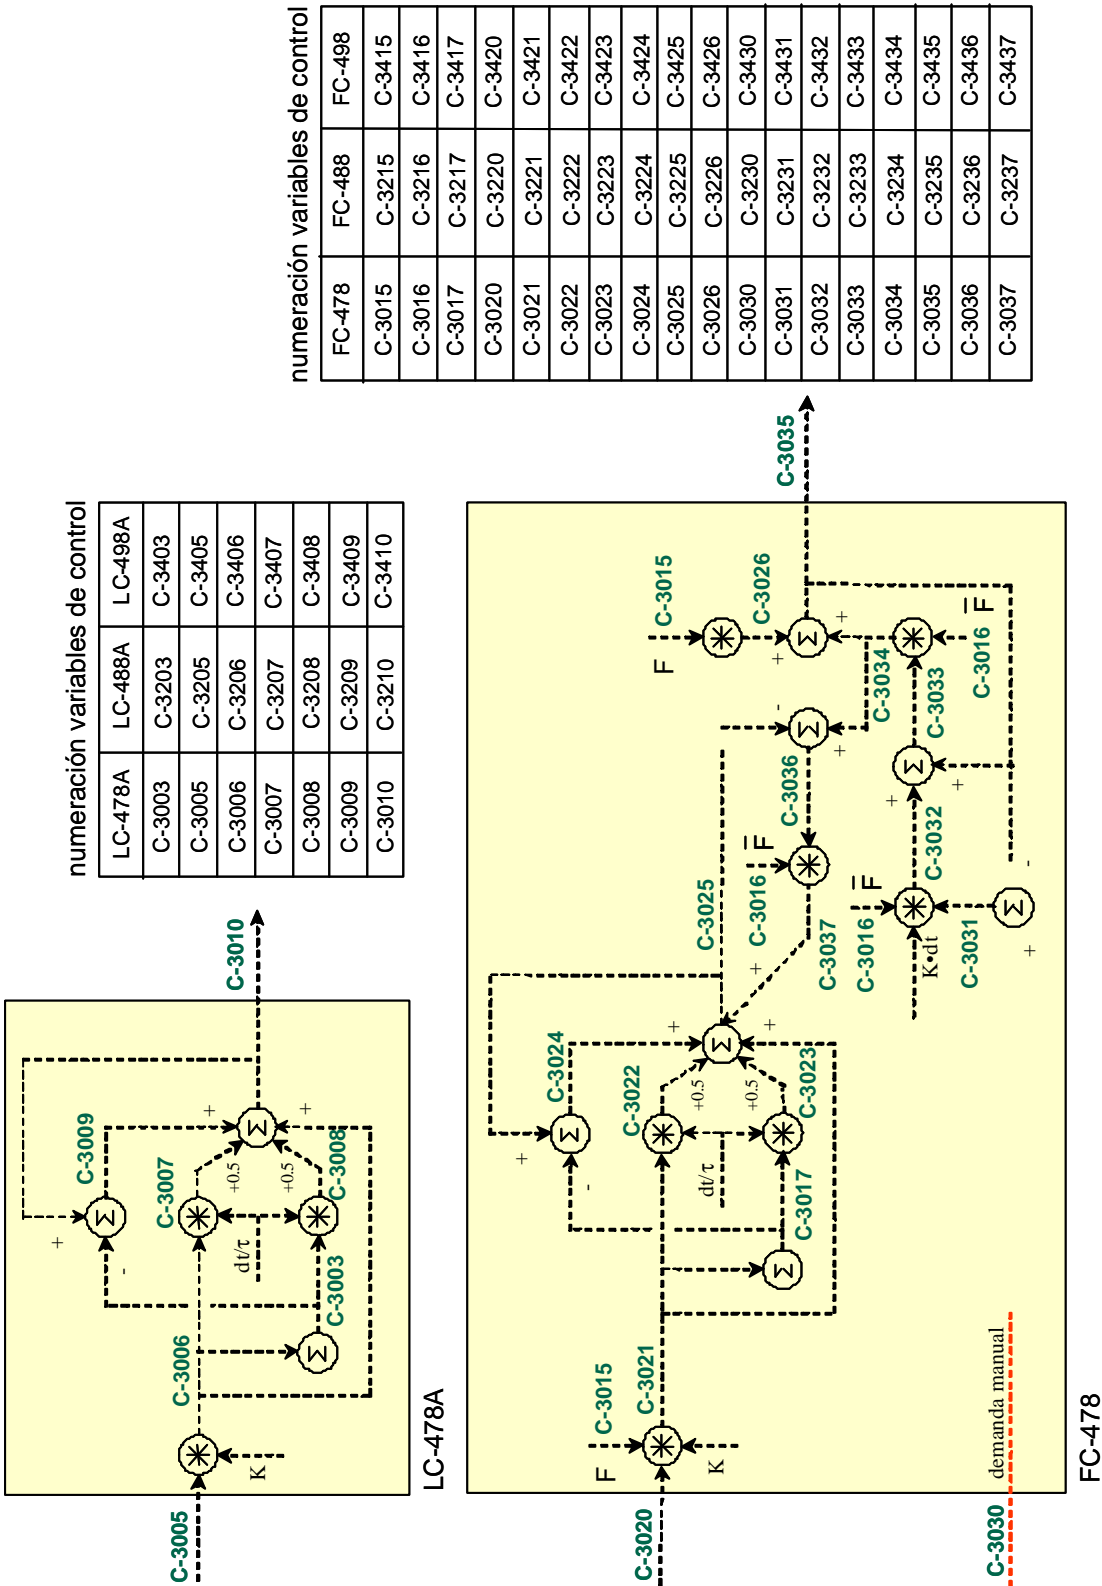 numeración variables de control
LC-478A LC-488A LC-498A
C-3003 C-3203 C-3403
C-3005 C-3205 C-3405
C-3006 C-3206 C-3406
C-3007 C-3207 C-3407
C-3008 C-3208 C-3408
C-3009 C-3209 C-3409
C-3010 C-3210 C-3410
numeración variables de control
FC-478 FC-488 FC-498
C-3015 C-3215 C-3415
C-3016 C-3216 C-3416
C-3017 C-3217 C-3417
C-3020 C-3220 C-3420
C-3021 C-3221 C-3421
C-3022 C-3222 C-3422
C-3023 C-3223 C-3423
C-3024 C-3224 C-3424
C-3025 C-3225 C-3425
C-3026 C-3226 C-3426
C-3030 C-3230 C-3430
C-3031 C-3231 C-3431
C-3032 C-3232 C-3432
C-3033 C-3233 C-3433
C-3034 C-3234 C-3434
C-3035 C-3235 C-3435
C-3036 C-3236 C-3436
C-3037 C-3237 C-3437
+
Σ
C-3009
-
C-3007
+
+0.5
C-3005
C-3006
dt/τ
Σ
C-3010
+0.5
K
Σ
C-3003
C-3008
+
LC-478A
+
Σ
C-3024
-
C-3015
F
C-3022
+
+0.5
C-3020
C-3021
K
dt/τ
Σ
C-3025
+0.5
+
+
Σ
C-3017
C-3023
C-3037
C-3016
F̅
C-3036
-
Σ
+
C-3034
F
C-3015
C-3026
+
Σ
+
C-3035
C-3016
F̅
K•dt
C-3032
+
Σ
+
C-3033
C-3016
F̅
C-3031
+
Σ
-
C-3030
demanda manual
FC-478